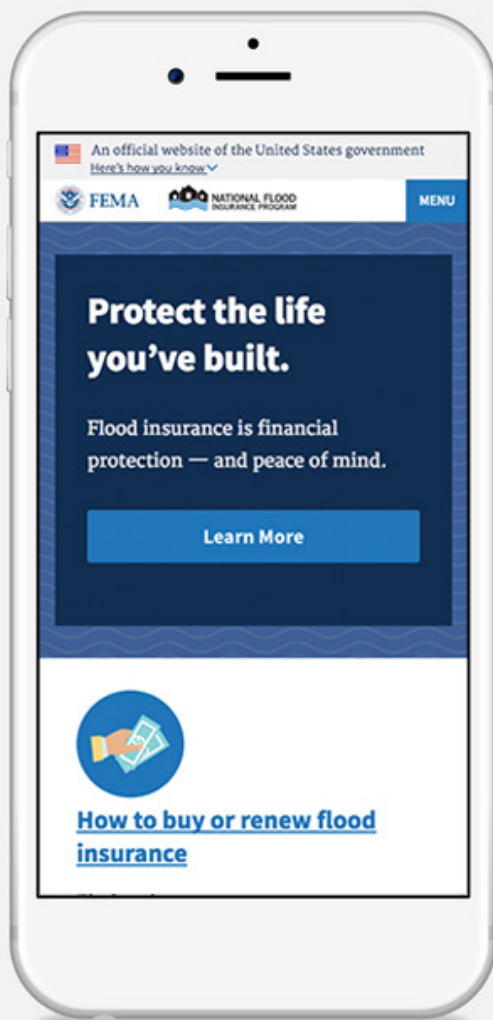 An official website of the United States government
Here's how you know
FEMA
NATIONAL FLOOD
INSURANCE PROGRAM
MENU
Protect the life
you’ve built.
Flood insurance is financial
protection — and peace of mind.
Learn More
How to buy or renew flood
insurance